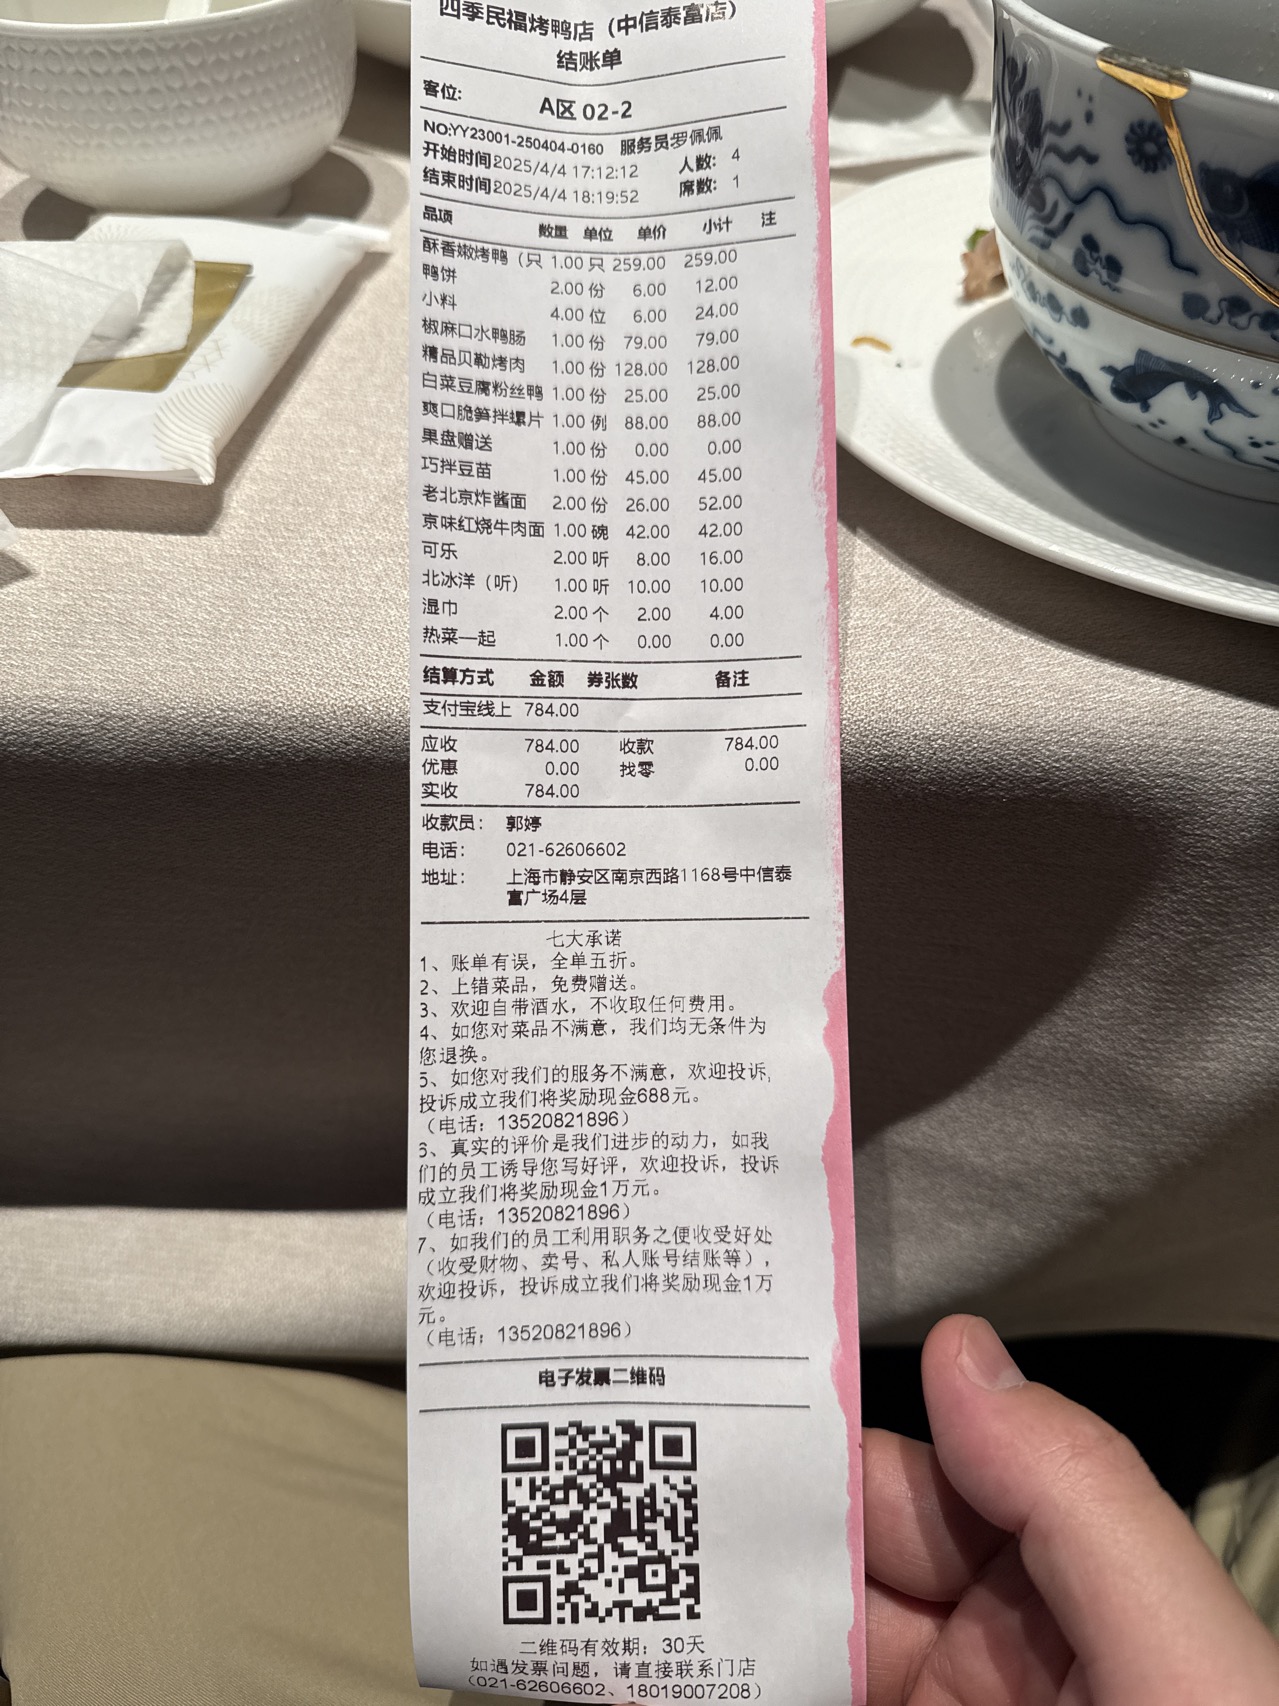 四季民福烤鸭店（中信泰富店）
结账单
客位: A区 02-2
NO:YY23001-250404-0160 服务员罗佩佩
开始时间2025/4/4 17:12:12 人数: 4
结束时间2025/4/4 18:19:52 席数: 1
品项 数量 单位 单价 小计 注
酥香嫩烤鸭（只 1.00 只 259.00 259.00
鸭饼 2.00 份 6.00 12.00
小料 4.00 位 6.00 24.00
椒麻口水鸭肠 1.00 份 79.00 79.00
精品贝勒烤肉 1.00 份 128.00 128.00
白菜豆腐粉丝鸭 1.00 份 25.00 25.00
爽口脆笋拌螺片 1.00 例 88.00 88.00
果盘赠送 1.00 份 0.00 0.00
巧拌豆苗 1.00 份 45.00 45.00
老北京炸酱面 2.00 份 26.00 52.00
京味红烧牛肉面 1.00 碗 42.00 42.00
可乐 2.00 听 8.00 16.00
北冰洋（听） 1.00 听 10.00 10.00
湿巾 2.00 个 2.00 4.00
热菜一起 1.00 个 0.00 0.00
结算方式 金额 券张数 备注
支付宝线上 784.00
应收 784.00 收款 784.00
优惠 0.00 找零 0.00
实收 784.00
收款员: 郭婷
电话: 021-62606602
地址: 上海市静安区南京西路1168号中信泰
富广场4层
七大承诺
1、账单有误，全单五折。
2、上错菜品，免费赠送。
3、欢迎自带酒水，不收取任何费用。
4、如您对菜品不满意，我们均无条件为
您退换。
5、如您对我们的服务不满意，欢迎投诉,
投诉成立我们将奖励现金688元。
（电话：13520821896）
6、真实的评价是我们进步的动力，如我
们的员工诱导您写好评，欢迎投诉，投诉
成立我们将奖励现金1万元。
（电话：13520821896）
7、如我们的员工利用职务之便收受好处
（收受财物、卖号、私人账号结账等），
欢迎投诉，投诉成立我们将奖励现金1万
元。
（电话：13520821896）
电子发票二维码
二维码有效期：30天
如遇发票问题，请直接联系门店
（021-62606602、18019007208）